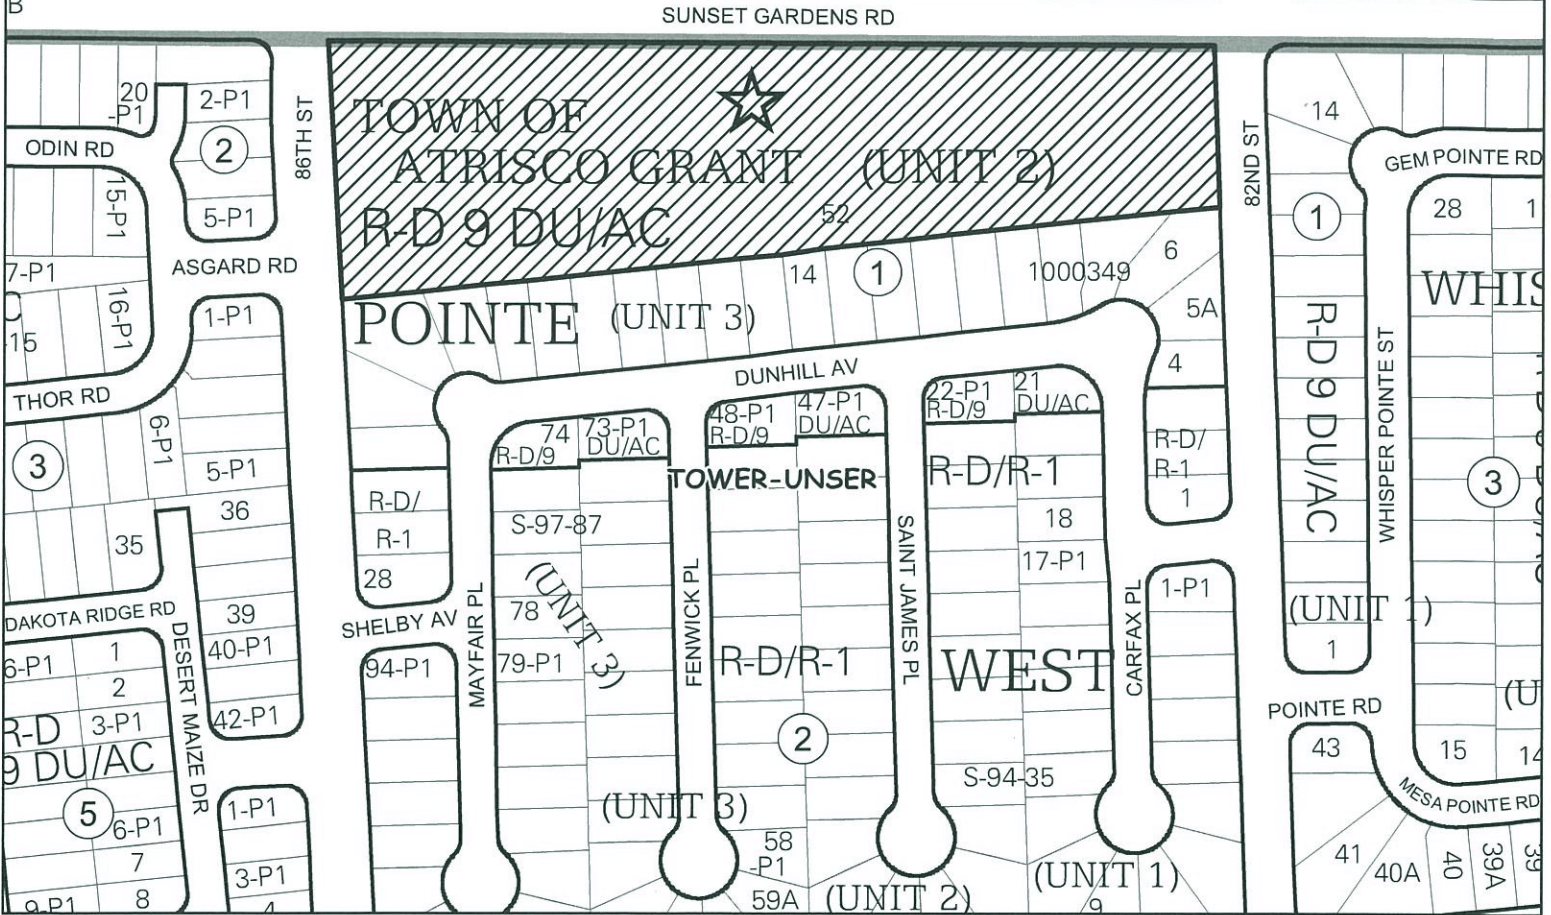 B
SUNSET GARDENS RD
20
-P1
2-P1
ODIN RD
2
15-P1
5-P1
86TH ST
TOWN OF
ATRISCO GRANT (UNIT 2)
R-D 9 DU/AC
52
82ND ST
14
GEM POINTE RD
1
28
1
7-P1
ASGARD RD
C
16-P1
-15
1-P1
THOR RD
POINTE (UNIT 3)
14
1
1000349
6
5A
4
DUNHILL AV
R-D 9 DU/AC
WHIS
WHISPER POINTE ST
3
6-P1
5-P1
3
36
35
74
R-D/9
73-P1
DU/AC
48-P1
R-D/9
47-P1
DU/AC
22-P1
R-D/9
21
DU/AC
TOWER-UNSER
R-D/R-1
R-D/
R-1
1
R-D/
R-1
28
S-97-87
18
17-P1
1-P1
(UNIT 1)
1
DAKOTA RIDGE RD
39
40-P1
SHELBY AV
MAYFAIR PL
78
79-P1
(UNIT 3)
FENWICK PL
SAINT JAMES PL
CARFAX PL
94-P1
R-D/R-1
WEST
6-P1
1
2
3-P1
R-D
9 DU/AC
DESERT MAIZE DR
42-P1
2
POINTE RD
43
15
14
(U
MESA POINTE RD
5
6-P1
7
8
9-P1
1-P1
3-P1
4
(UNIT 3)
S-94-35
58
-P1
59A
(UNIT 2)
(UNIT 1)
9
41
40A
40
39A
39